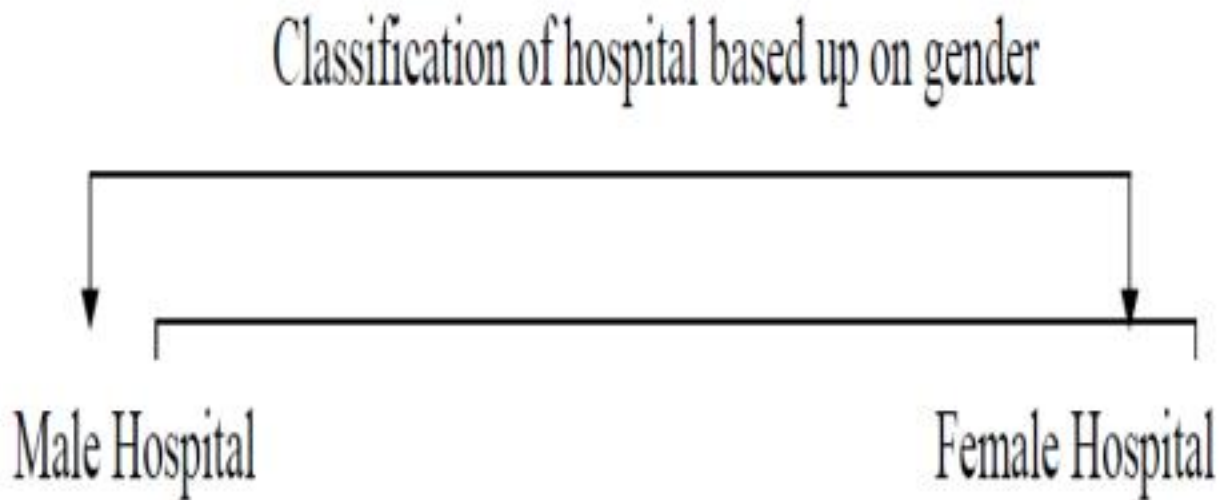 Classification of hospital based up on gender
Male Hospital
Female Hospital